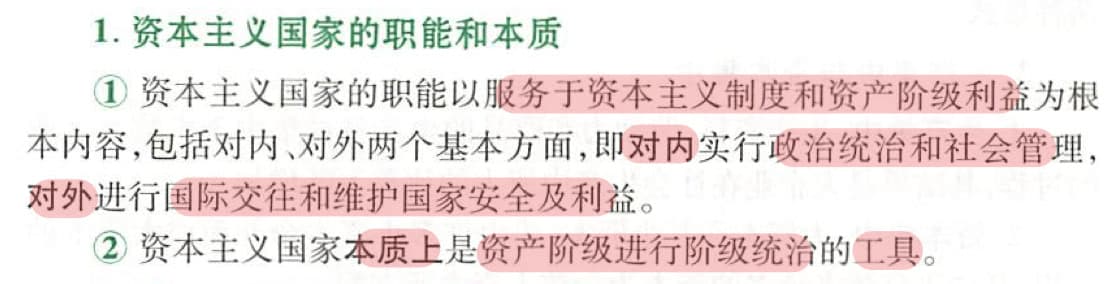 1. 资本主义国家的职能和本质
① 资本主义国家的职能以服务于资本主义制度和资产阶级利益为根
本内容,包括对内、对外两个基本方面,即对内实行政治统治和社会管理,
对外进行国际交往和维护国家安全及利益。
② 资本主义国家本质上是资产阶级进行阶级统治的工具。